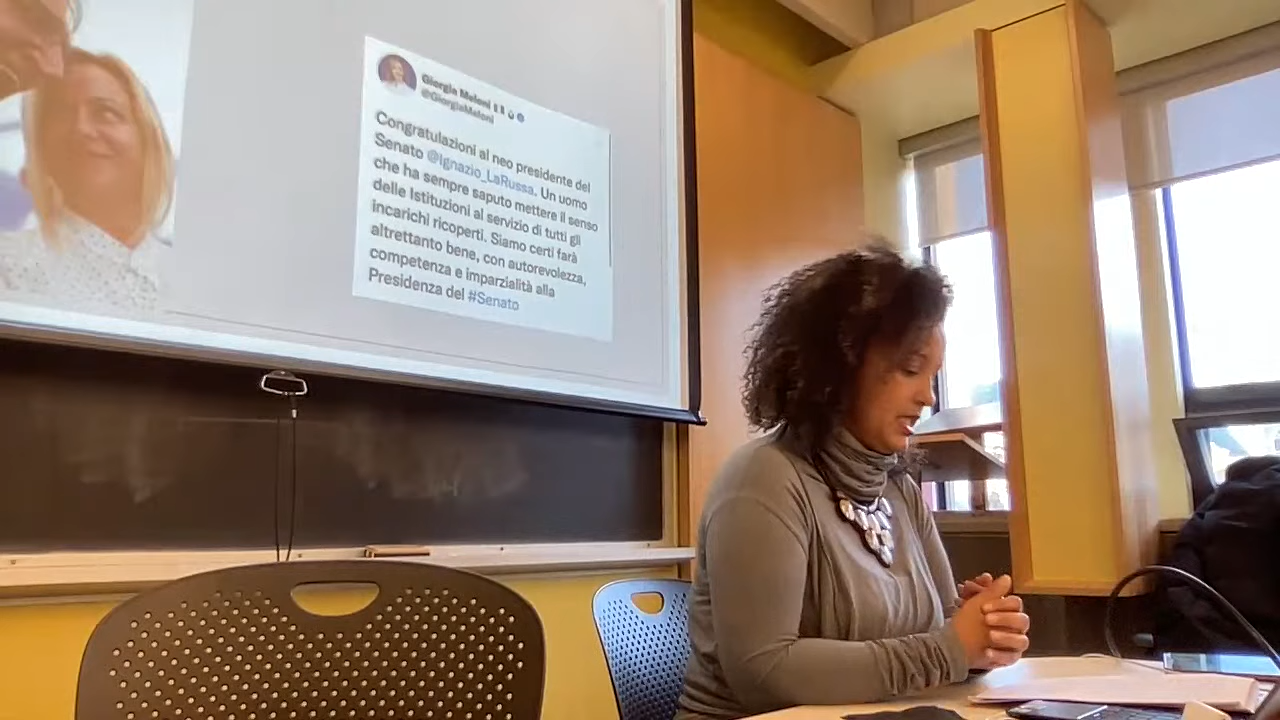 Giorgia Meloni
@GiorgiaMeloni
Congratulazioni al neo presidente del
Senato @Ignazio_LaRussa. Un uomo
che ha sempre saputo mettere il senso
delle Istituzioni al servizio di tutti gli
incarichi ricoperti. Siamo certi farà
altrettanto bene, con autorevolezza,
competenza e imparzialità alla
Presidenza del #Senato